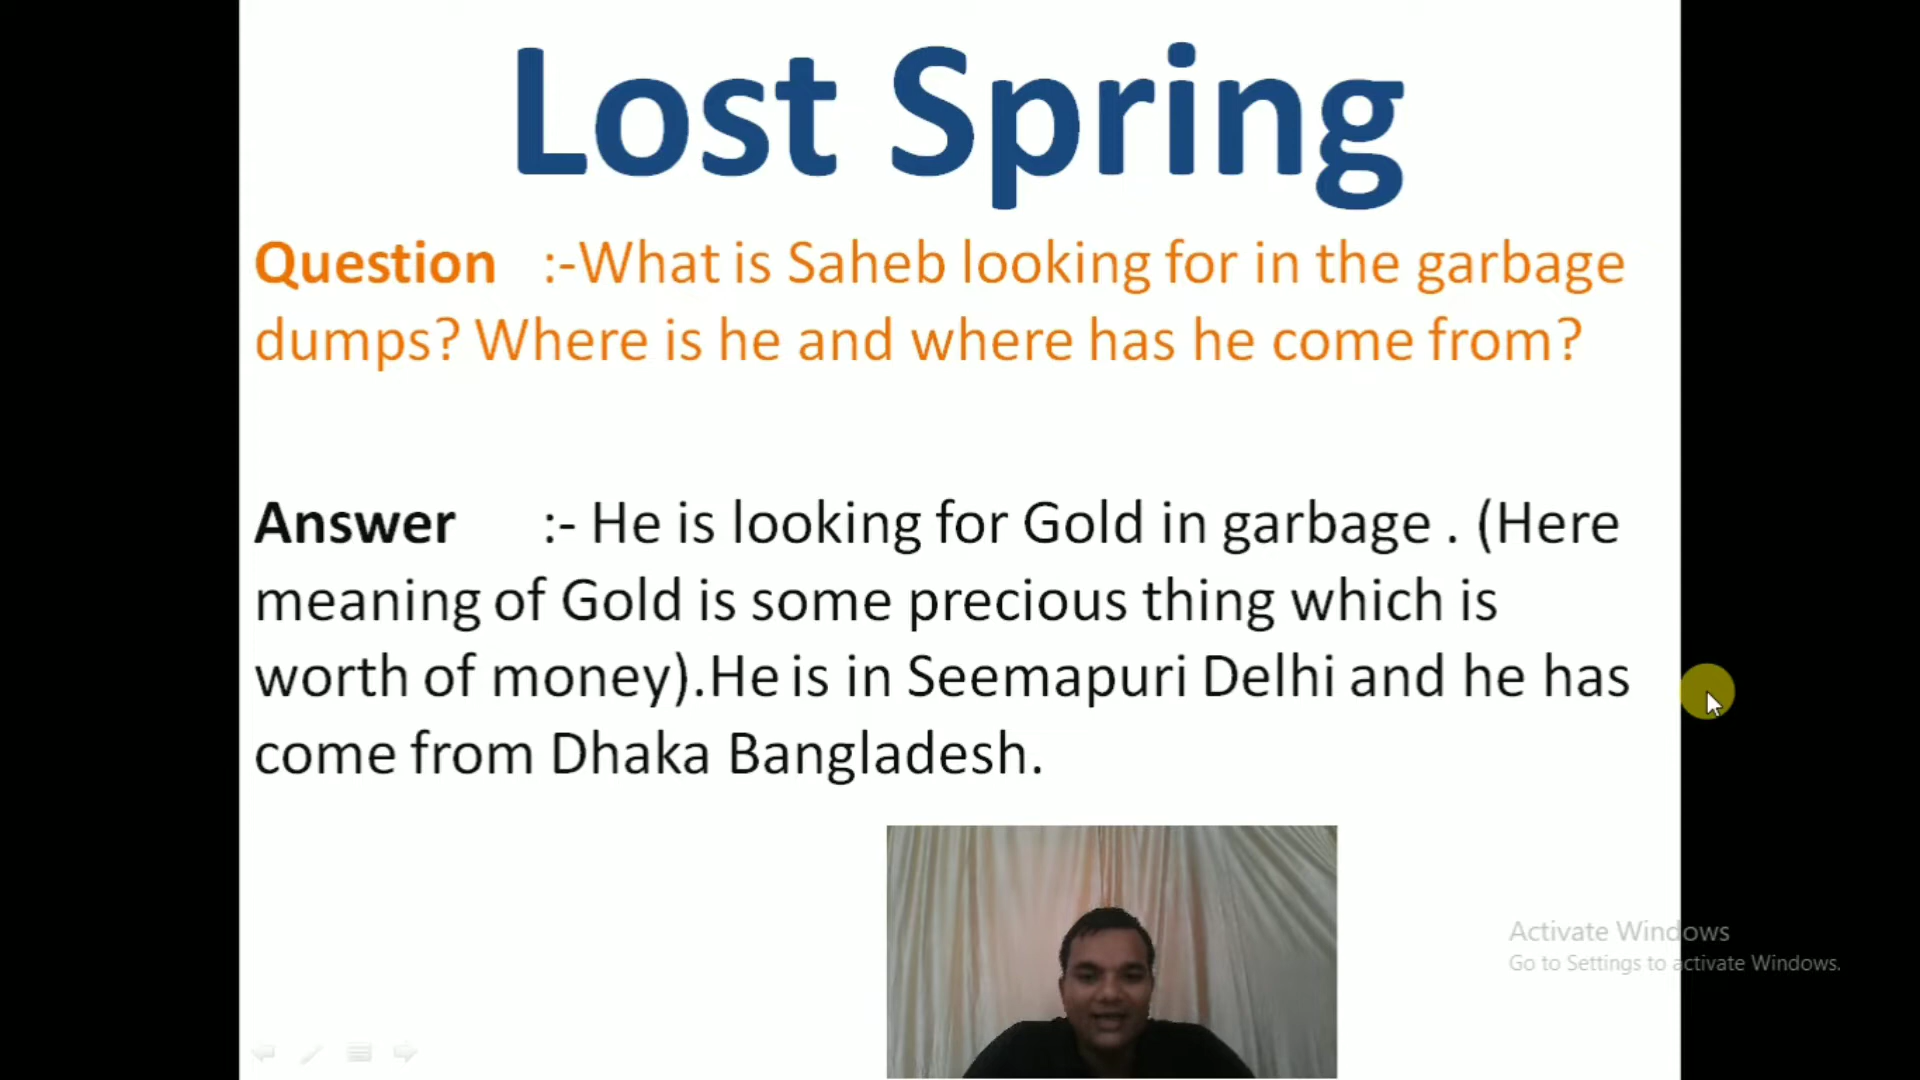 Lost Spring
Question :-What is Saheb looking for in the garbage
dumps? Where is he and where has he come from?
Answer :- He is looking for Gold in garbage . (Here
meaning of Gold is some precious thing which is
worth of money).He is in Seemapuri Delhi and he has
come from Dhaka Bangladesh.
Activate Windows
Go to Settings to activate Windows.